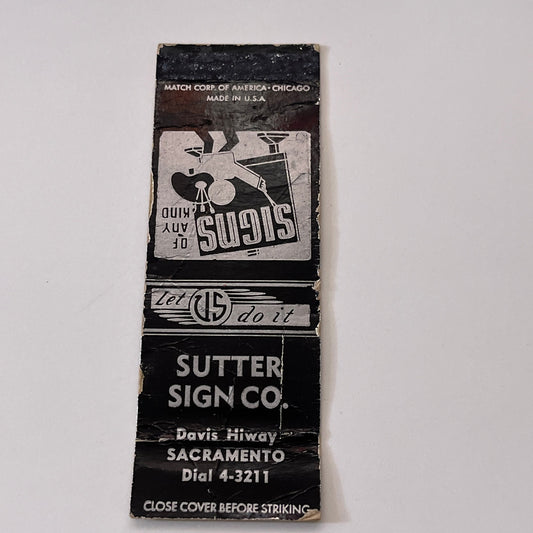 MATCH CORP. OF AMERICA • CHICAGO
MADE IN U.S.A
SIGNS
OF
ANY
KIND
Let US do it
SUTTER
SIGN CO.
Davis Hiway
SACRAMENTO
Dial 4-3211
CLOSE COVER BEFORE STRIKING